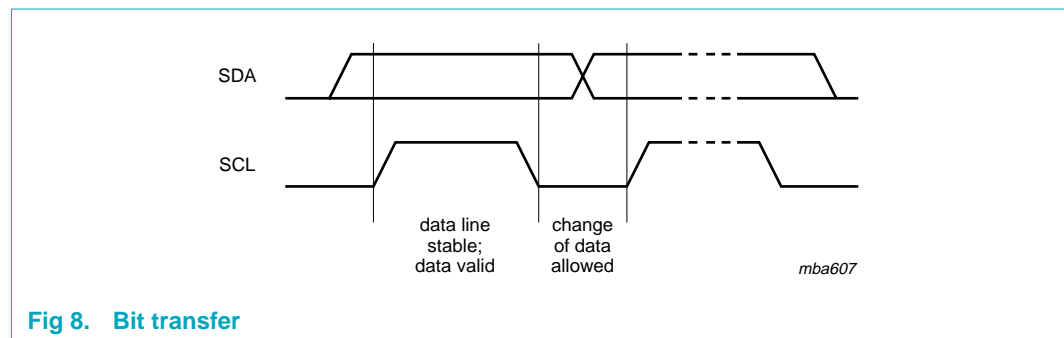 SDA
SCL
data line
stable;
data valid
change
of data
allowed
mba607
Fig 8. Bit transfer